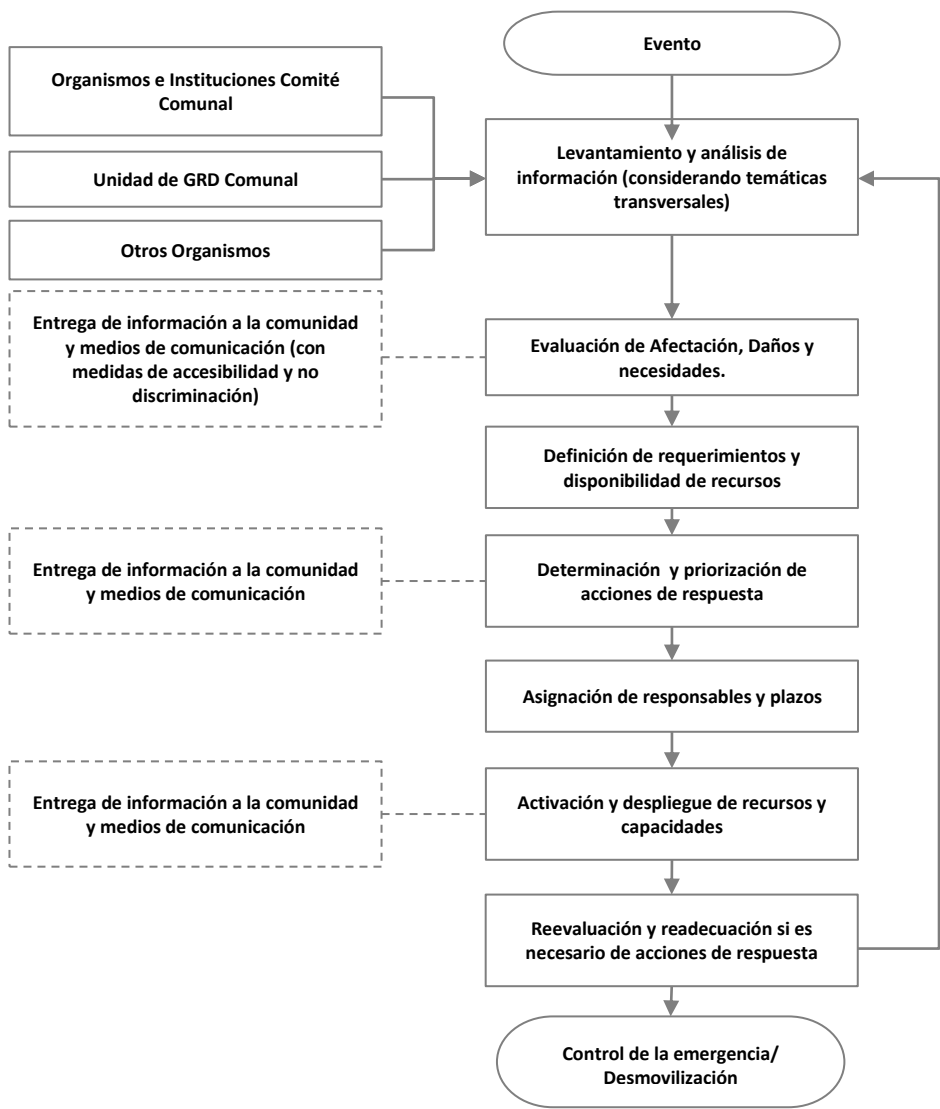 Evento
Organismos e Instituciones Comité
Comunal
Unidad de GRD Comunal
Otros Organismos
Levantamiento y análisis de
información (considerando temáticas
transversales)
Entrega de información a la comunidad
y medios de comunicación (con
medidas de accesibilidad y no
discriminación)
Evaluación de Afectación, Daños y
necesidades.
Definición de requerimientos y
disponibilidad de recursos
Entrega de información a la comunidad
y medios de comunicación
Determinación y priorización de
acciones de respuesta
Asignación de responsables y plazos
Entrega de información a la comunidad
y medios de comunicación
Activación y despliegue de recursos y
capacidades
Reevaluación y readecuación si es
necesario de acciones de respuesta
Control de la emergencia/
Desmovilización